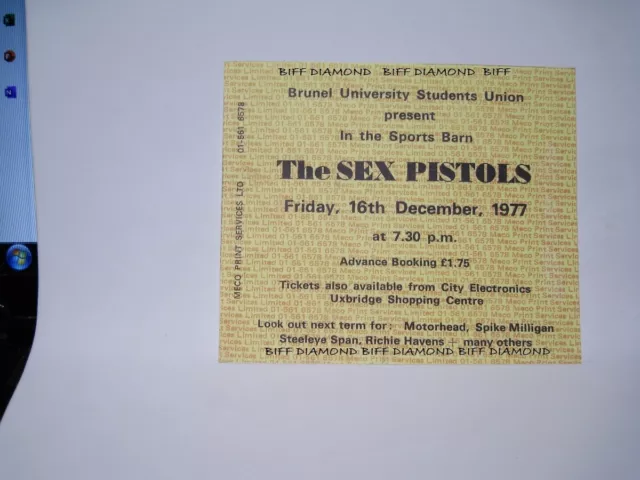 BIFF DIAMOND BIFF DIAMOND BIFF
Brunel University Students Union
present
In the Sports Barn
The SEX PISTOLS
Friday, 16th December, 1977
at 7.30 p.m.
Advance Booking £1.75
Tickets also available from City Electronics
Uxbridge Shopping Centre
Look out next term for: Motorhead, Spike Milligan
Steeleye Span, Richie Havens + many others
BIFF DIAMOND BIFF DIAMOND BIFF DIAMOND
MECO PRINT SERVICES LTD 01-561 6578